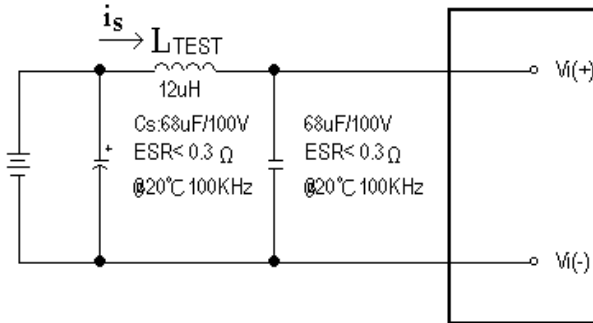 iS
LTEST
12uH
Cs:68uF/100V
ESR< 0.3 Ω
@20℃ 100KHz
+
68uF/100V
ESR< 0.3 Ω
@20℃ 100KHz
Vi(+)
Vi(-)